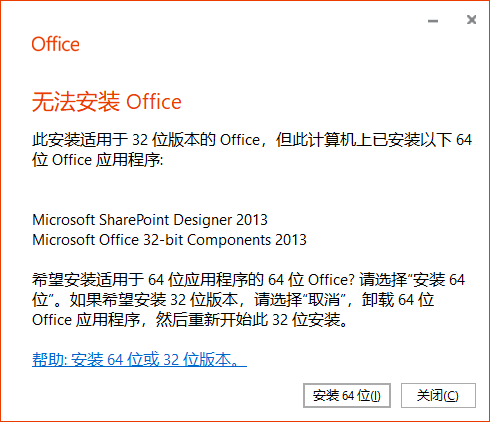 Office
无法安装 Office
此安装适用于 32 位版本的 Office，但此计算机上已安装以下 64
位 Office 应用程序:
Microsoft SharePoint Designer 2013
Microsoft Office 32-bit Components 2013
希望安装适用于 64 位应用程序的 64 位 Office? 请选择“安装 64
位”。如果希望安装 32 位版本，请选择“取消”，卸载 64 位
Office 应用程序，然后重新开始此 32 位安装。
帮助: 安装 64 位或 32 位版本。
安装 64 位(I)
关闭(C)